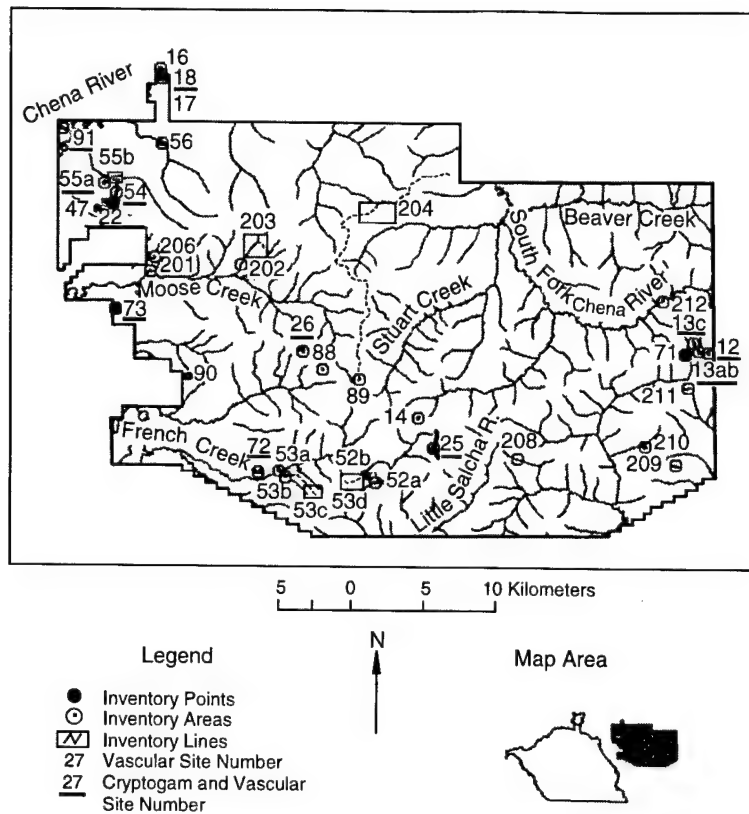 16
Chena River
18
17
91
56
55b
55a
54
47
22
203
204
Beaver Creek
South Fork
Chena River
206
201
202
Moose Creek
Stuart Creek
212
73
26
13c
88
71
12
13ab
90
89
211
14
French Creek
72
53a
52b
25
Little Salcha R.
208
210
209
53b
53d
52a
53c
5 0 5 10 Kilometers
N
Legend
Map Area
Inventory Points
Inventory Areas
Inventory Lines
27 Vascular Site Number
27 Cryptogam and Vascular
Site Number